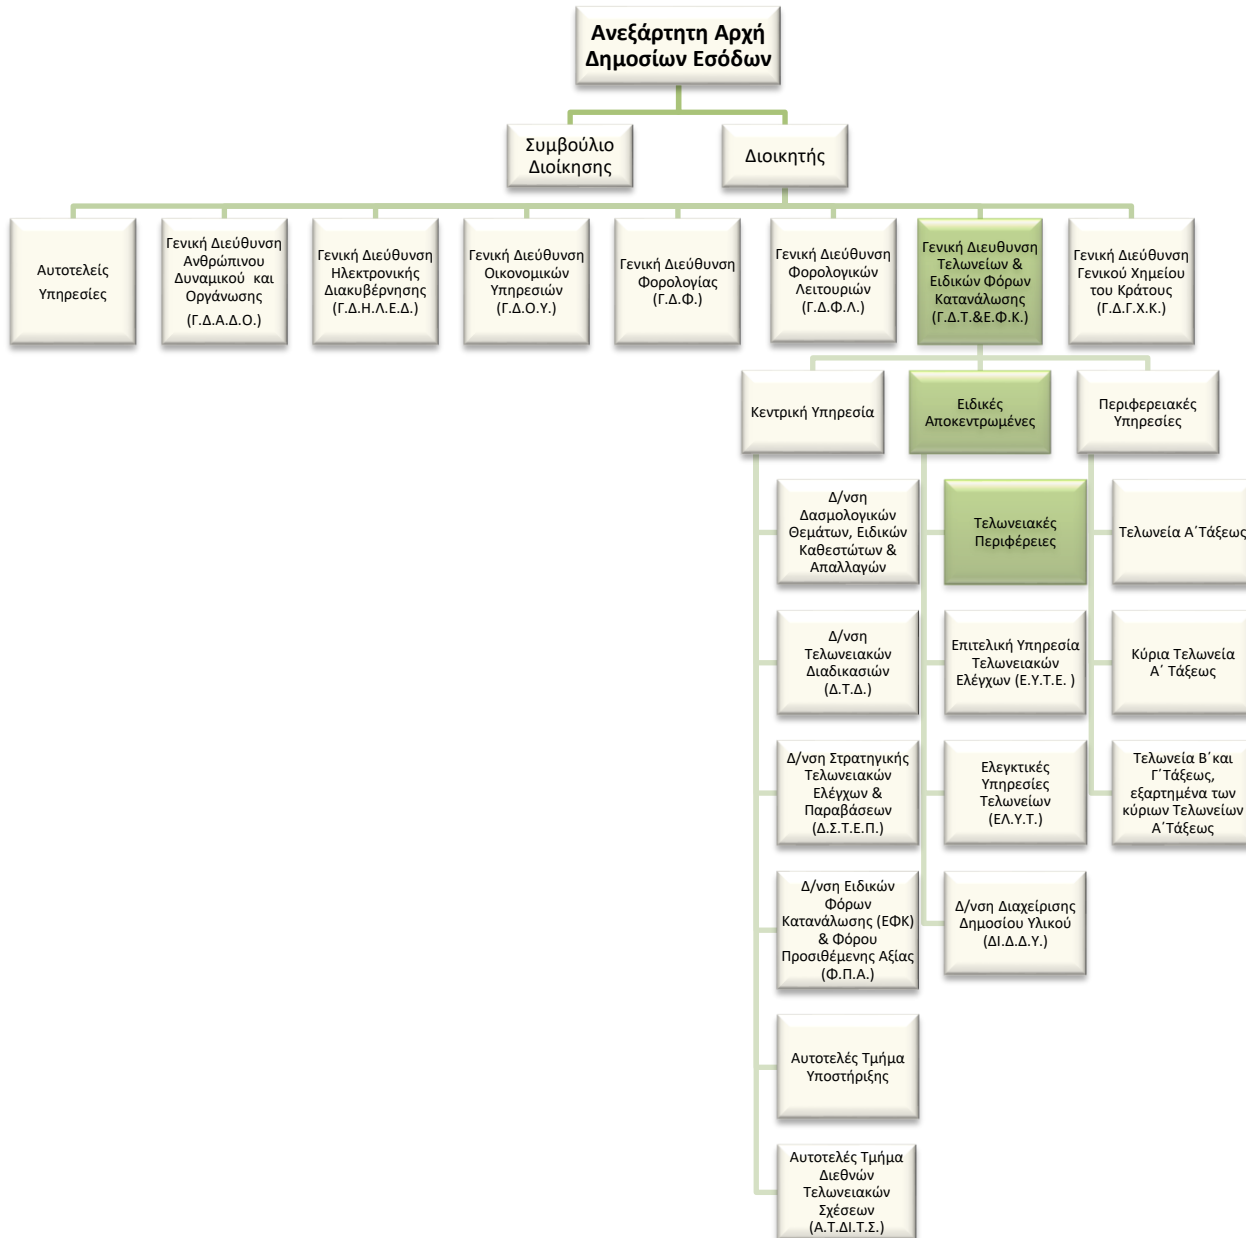 Ανεξάρτητη Αρχή
Δημοσίων Εσόδων
Συμβούλιο
Διοίκησης
Διοικητής
Αυτοτελείς
Υπηρεσίες
Γενική Διεύθυνση
Ανθρώπινου
Δυναμικού και
Οργάνωσης
(Γ.Δ.Α.Δ.Ο.)
Γενική Διεύθυνση
Ηλεκτρονικής
Διακυβέρνησης
(Γ.Δ.Η.Λ.Ε.Δ.)
Γενική Διεύθυνση
Οικονομικών
Υπηρεσιών
(Γ.Δ.Ο.Υ.)
Γενική Διεύθυνση
Φορολογίας
(Γ.Δ.Φ.)
Γενική Διεύθυνση
Φορολογικών
Λειτουριών
(Γ.Δ.Φ.Λ.)
Γενική Διευθυνση
Τελωνείων &
Ειδικών Φόρων
Κατανάλωσης
(Γ.Δ.Τ.&Ε.Φ.Κ.)
Γενική Διεύθυνση
Γενικού Χημείου
του Κράτους
(Γ.Δ.Γ.Χ.Κ.)
Κεντρική Υπηρεσία
Ειδικές
Αποκεντρωμένες
Περιφερειακές
Υπηρεσίες
Δ/νση
Δασμολογικών
Θεμάτων, Ειδικών
Καθεστώτων &
Απαλλαγών
Τελωνειακές
Περιφέρειες
Τελωνεία Α΄Τάξεως
Δ/νση
Τελωνειακών
Διαδικασιών
(Δ.Τ.Δ.)
Επιτελική Υπηρεσία
Τελωνειακών
Ελέγχων (Ε.Υ.Τ.Ε. )
Κύρια Τελωνεία
Α΄ Τάξεως
Δ/νση Στρατηγικής
Τελωνειακών
Ελέγχων &
Παραβάσεων
(Δ.Σ.Τ.Ε.Π.)
Ελεγκτικές
Υπηρεσίες
Τελωνείων
(ΕΛ.Υ.Τ.)
Τελωνεία Β΄και
Γ΄Τάξεως,
εξαρτημένα των
κύριων Τελωνείων
Α΄Τάξεως
Δ/νση Ειδικών
Φόρων
Κατανάλωσης (ΕΦΚ)
& Φόρου
Προσιθέμενης Αξίας
(Φ.Π.Α.)
Δ/νση Διαχείρισης
Δημοσίου Υλικού
(ΔΙ.Δ.Δ.Υ.)
Αυτοτελές Τμήμα
Υποστήριξης
Αυτοτελές Τμήμα
Διεθνών
Τελωνειακών
Σχέσεων
(Α.Τ.ΔΙ.Τ.Σ.)